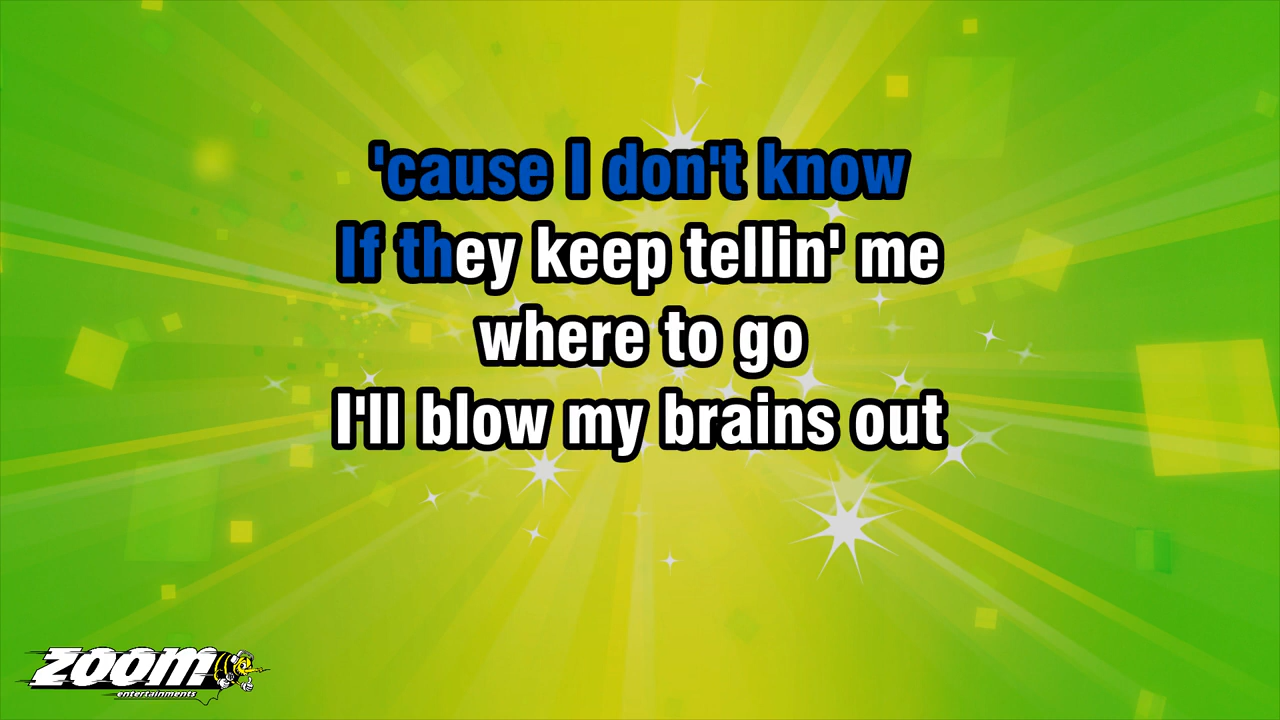 'cause I don't know
If they keep tellin' me
where to go
I'll blow my brains out
zoom
entertainments